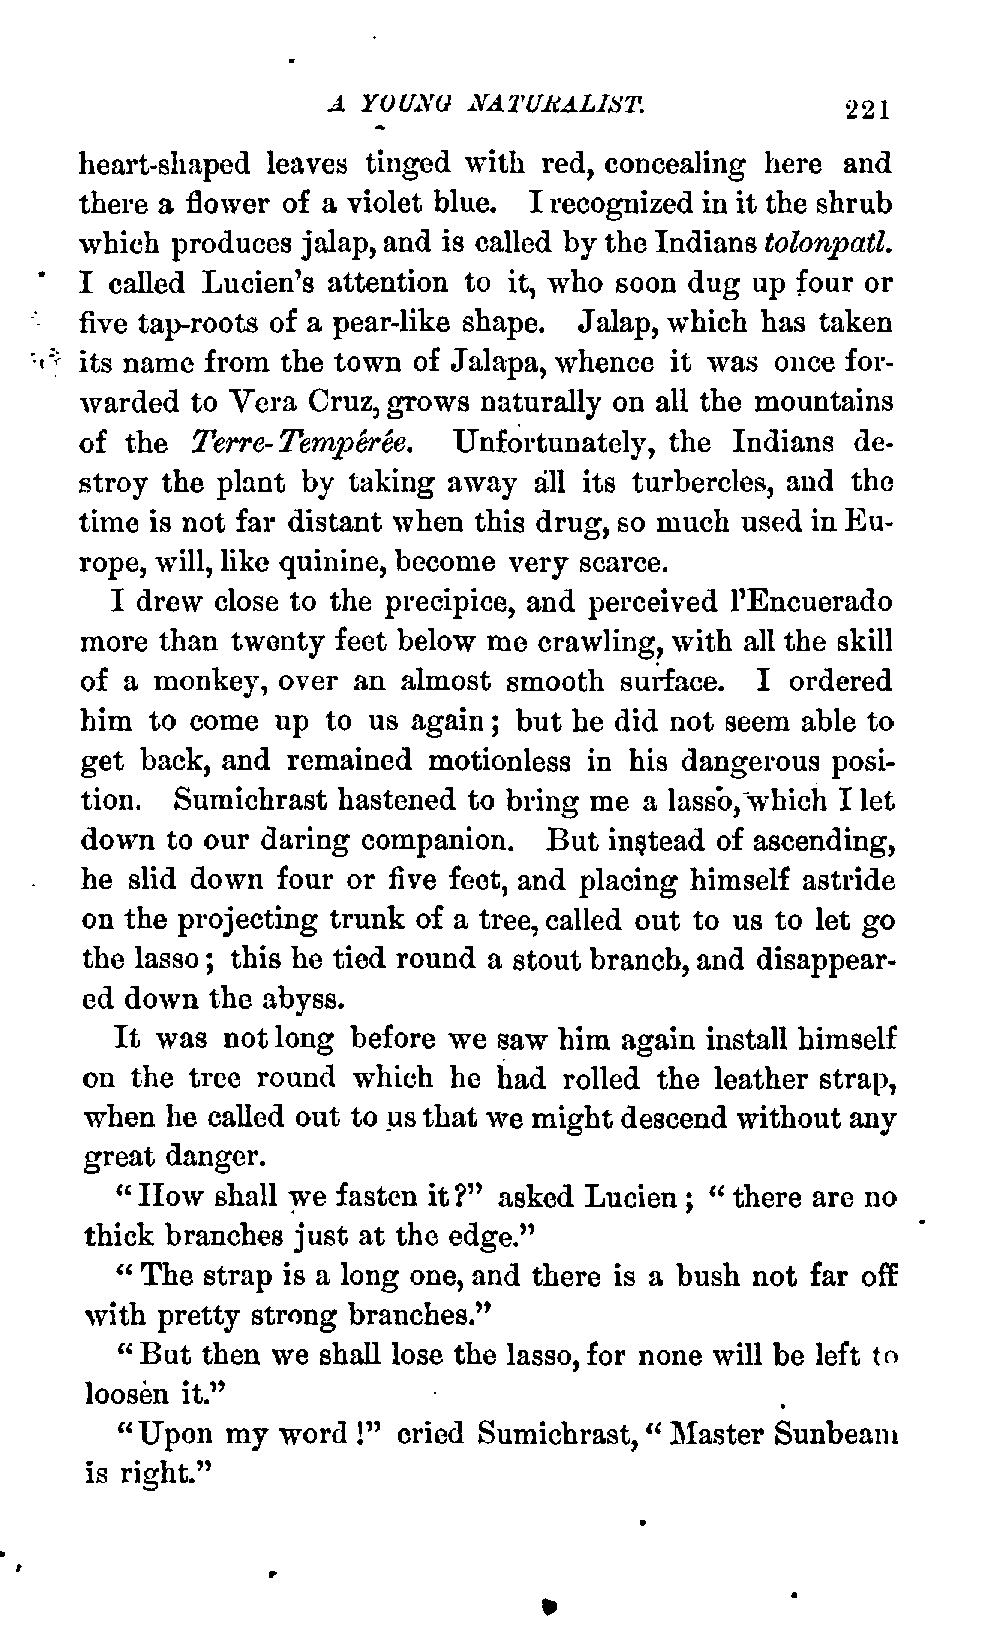 A YOUNG NATURALIST. 221
heart-shaped leaves tinged with red, concealing here and
there a flower of a violet blue. I recognized in it the shrub
which produces jalap, and is called by the Indians tolonpatl.
I called Lucien's attention to it, who soon dug up four or
five tap-roots of a pear-like shape. Jalap, which has taken
its name from the town of Jalapa, whence it was once for-
warded to Vera Cruz, grows naturally on all the mountains
of the Terre-Tempérée. Unfortunately, the Indians de-
stroy the plant by taking away all its turbercles, and the
time is not far distant when this drug, so much used in Eu-
rope, will, like quinine, become very scarce.
I drew close to the precipice, and perceived l'Encuerado
more than twenty feet below me crawling, with all the skill
of a monkey, over an almost smooth surface. I ordered
him to come up to us again; but he did not seem able to
get back, and remained motionless in his dangerous posi-
tion. Sumichrast hastened to bring me a lasso, which I let
down to our daring companion. But instead of ascending,
he slid down four or five feet, and placing himself astride
on the projecting trunk of a tree, called out to us to let go
the lasso; this he tied round a stout branch, and disappear-
ed down the abyss.
It was not long before we saw him again install himself
on the tree round which he had rolled the leather strap,
when he called out to us that we might descend without any
great danger.
"How shall we fasten it?" asked Lucien; "there are no
thick branches just at the edge."
"The strap is a long one, and there is a bush not far off
with pretty strong branches."
"But then we shall lose the lasso, for none will be left to
loosen it."
"Upon my word!" cried Sumichrast, "Master Sunbeam
is right."